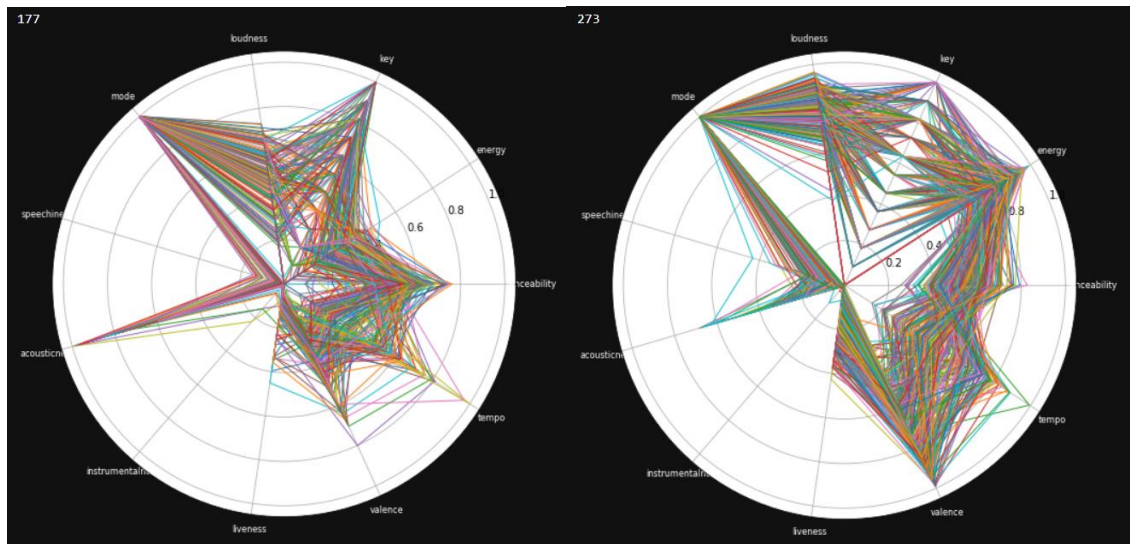 177
loudness
key
mode
energy
1.
0.8
0.6
speechine
nceability
acousticne
tempo
instrumentalne
valence
liveness
273
loudness
key
mode
energy
1.
0.8
0.4
0.2
speechine
nceability
acousticne
tempo
instrumentalne
valence
liveness